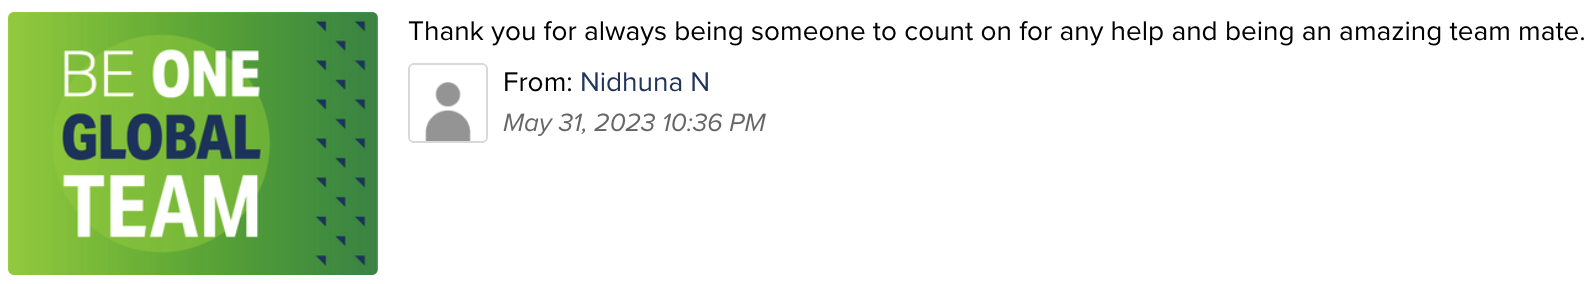 BE ONE
GLOBAL
TEAM
Thank you for always being someone to count on for any help and being an amazing team mate.
From: Nidhuna N
May 31, 2023 10:36 PM